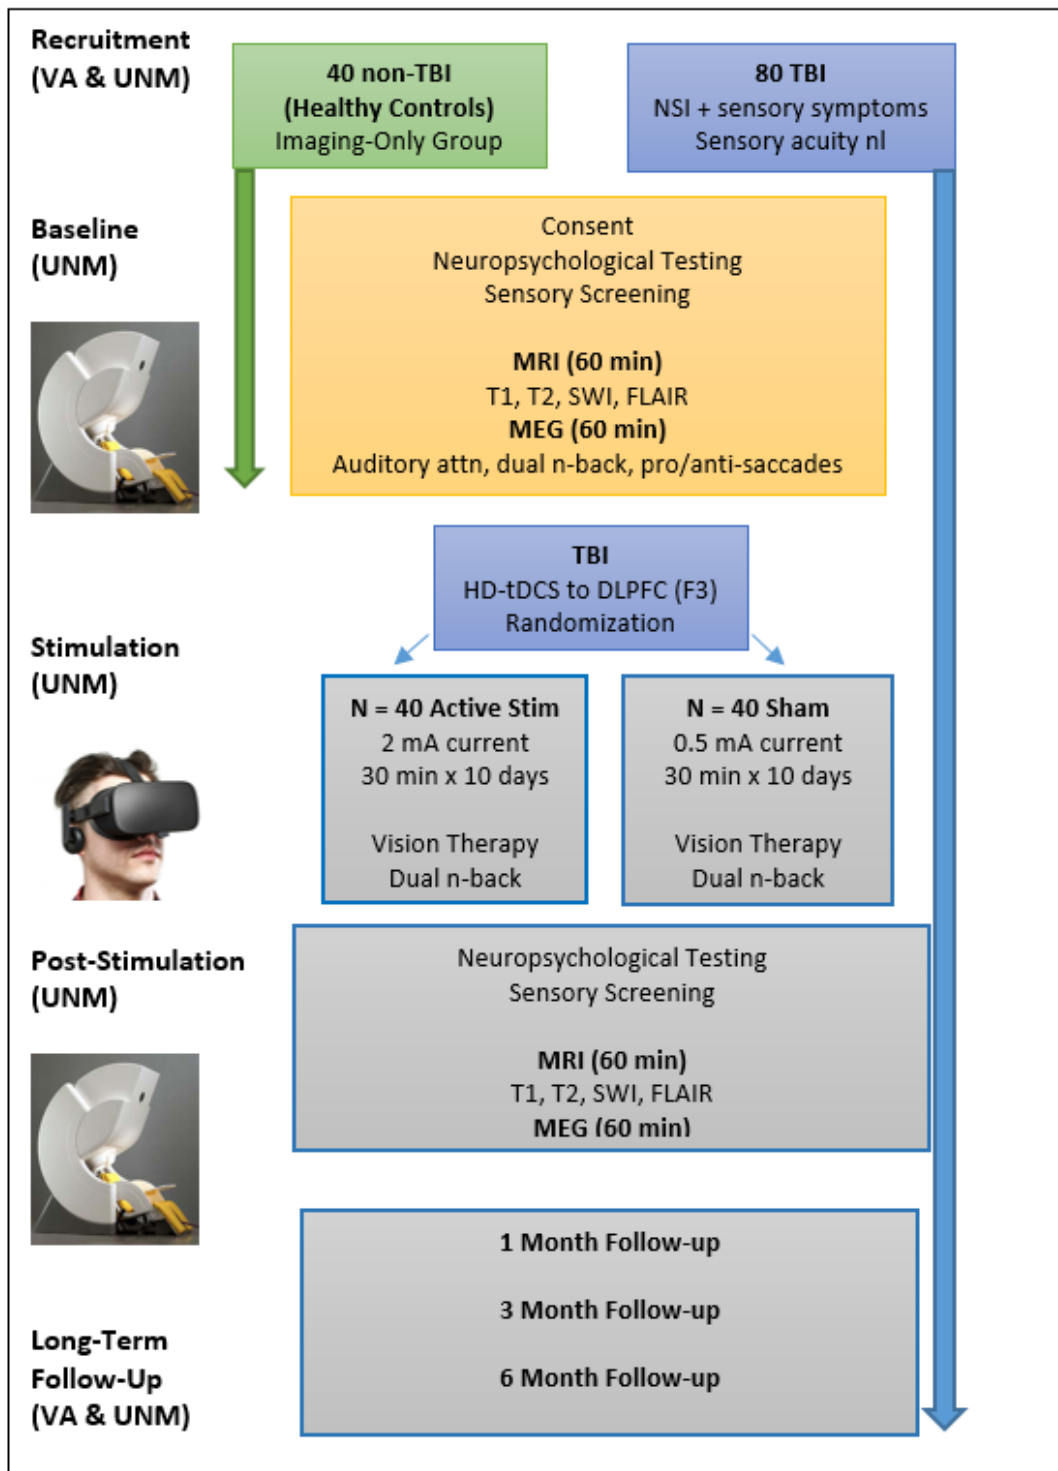 Recruitment
(VA & UNM)
40 non-TBI
(Healthy Controls)
Imaging-Only Group
80 TBI
NSI + sensory symptoms
Sensory acuity nl
Baseline
(UNM)
Consent
Neuropsychological Testing
Sensory Screening
MRI (60 min)
T1, T2, SWI, FLAIR
MEG (60 min)
Auditory attn, dual n-back, pro/anti-saccades
TBI
HD-tDCS to DLPFC (F3)
Randomization
Stimulation
(UNM)
N = 40 Active Stim
2 mA current
30 min x 10 days
Vision Therapy
Dual n-back
N = 40 Sham
0.5 mA current
30 min x 10 days
Vision Therapy
Dual n-back
Post-Stimulation
(UNM)
Neuropsychological Testing
Sensory Screening
MRI (60 min)
T1, T2, SWI, FLAIR
MEG (60 min)
1 Month Follow-up
3 Month Follow-up
6 Month Follow-up
Long-Term
Follow-Up
(VA & UNM)